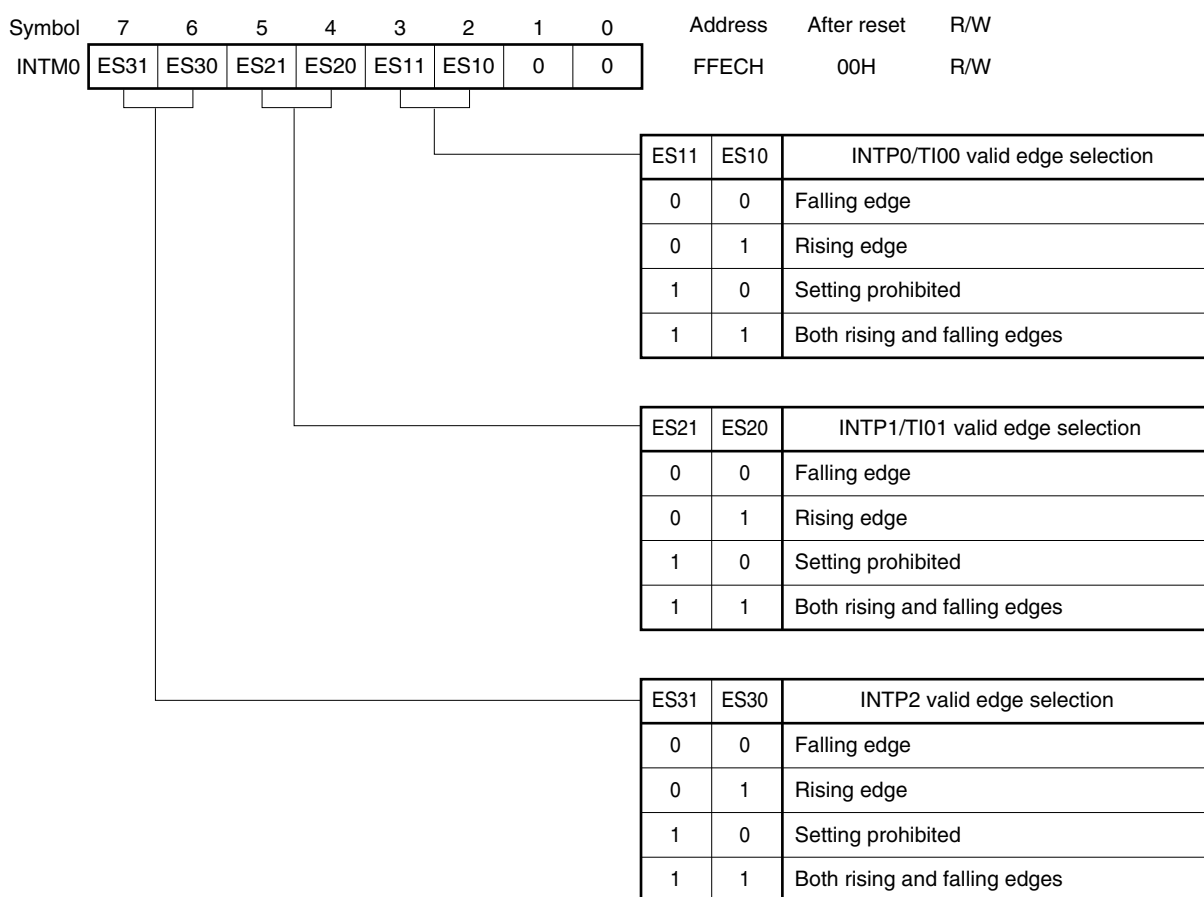 Symbol 7 6 5 4 3 2 1 0 Address After reset R/W
INTM0 ES31 ES30 ES21 ES20 ES11 ES10 0 0 FFECH 00H R/W
ES11 ES10 INTP0/TI00 valid edge selection
0 0 Falling edge
0 1 Rising edge
1 0 Setting prohibited
1 1 Both rising and falling edges
ES21 ES20 INTP1/TI01 valid edge selection
0 0 Falling edge
0 1 Rising edge
1 0 Setting prohibited
1 1 Both rising and falling edges
ES31 ES30 INTP2 valid edge selection
0 0 Falling edge
0 1 Rising edge
1 0 Setting prohibited
1 1 Both rising and falling edges